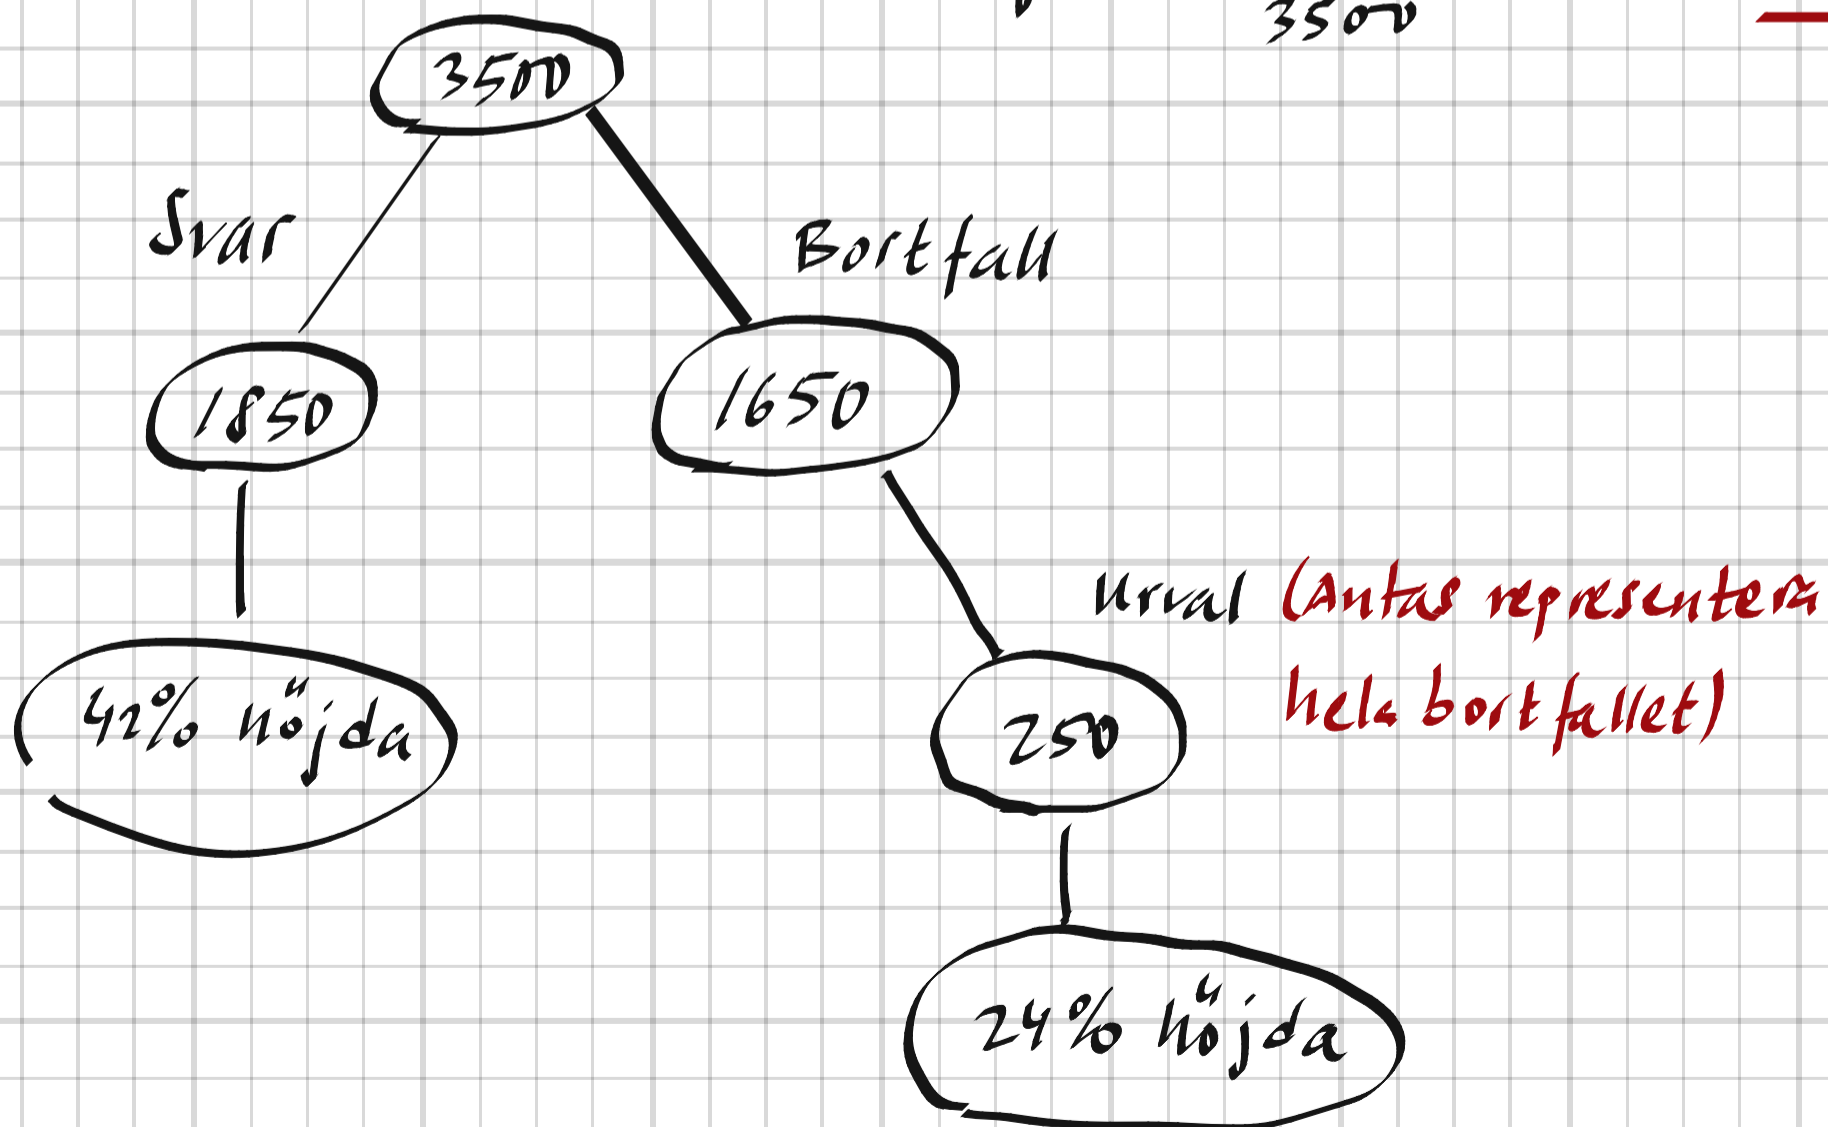 3500
3500
Svar
Bortfall
1850
1650
Urval (Antas representera
hela bortfallet)
42% nöjda
250
24% nöjda